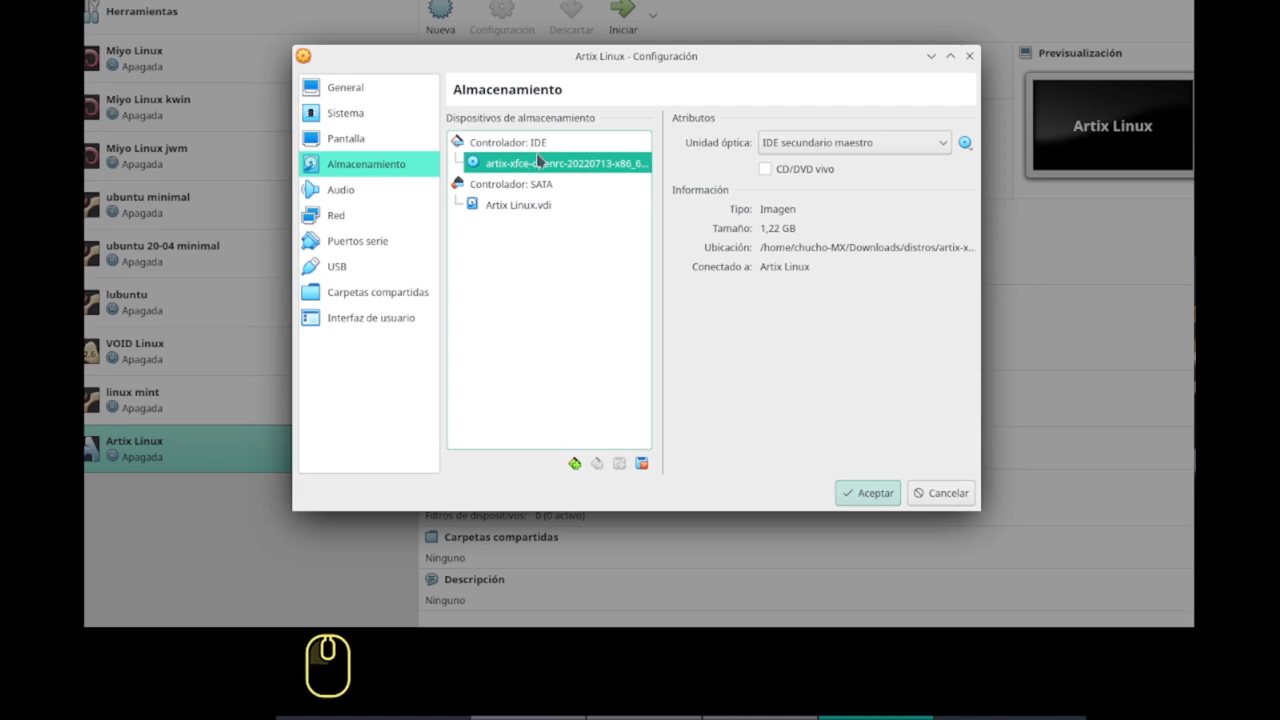 Herramientas
Nueva
Configuración
Descartar
Iniciar
Miyo Linux
Apagada
Miyo Linux kwin
Apagada
Miyo Linux jwm
Apagada
ubuntu minimal
Apagada
ubuntu 20-04 minimal
Apagada
lubuntu
Apagada
VOID Linux
Apagada
linux mint
Apagada
Artix Linux
Apagada
Previsualización
Artix Linux
Artix Linux - Configuración
General
Sistema
Pantalla
Almacenamiento
Audio
Red
Puertos serie
USB
Carpetas compartidas
Interfaz de usuario
Almacenamiento
Dispositivos de almacenamiento
Controlador: IDE
artix-xfce-openrc-20220713-x86_6...
Controlador: SATA
Artix Linux.vdi
Atributos
Unidad óptica: IDE secundario maestro
CD/DVD vivo
Información
Tipo: Imagen
Tamaño: 1,22 GB
Ubicación: /home/chucho-MX/Downloads/distros/artix-x...
Conectado a: Artix Linux
Aceptar
Cancelar
Filtros de dispositivos: 0 (0 activo)
Carpetas compartidas
Ninguno
Descripción
Ninguno